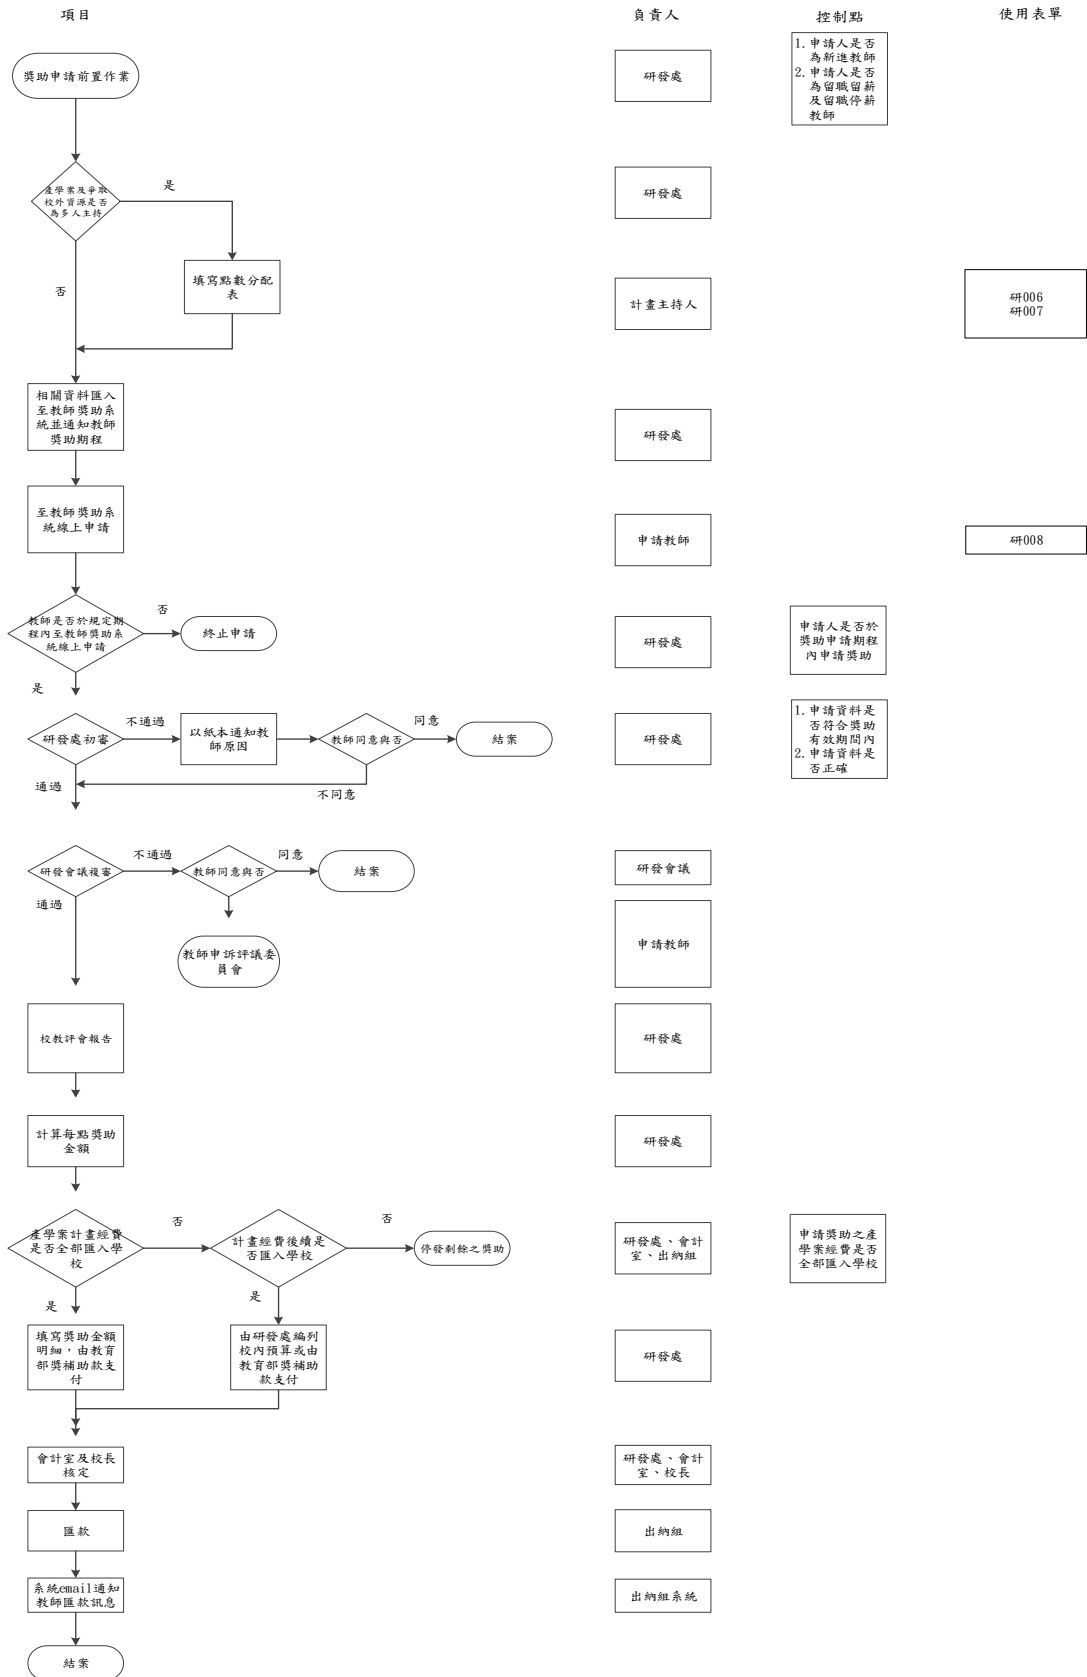 項目
負責人
控制點
使用表單
獎助申請前置作業
研發處
1. 申請人是否
為新進教師
2. 申請人是否
為留職留薪
及留職停薪
教師
產學案及爭取
校外資源是否
為多人主持
是
否
研發處
填寫點數分配
表
計畫主持人
研006
研007
相關資料匯入
至教師獎助系
統並通知教師
獎助期程
研發處
至教師獎助系
統線上申請
申請教師
研008
教師是否於規定期
程內至教師獎助系
統線上申請
否
是
終止申請
研發處
申請人是否於
獎助申請期程
內申請獎助
研發處初審
不通過
通過
以紙本通知教
師原因
教師同意與否
同意
不同意
結案
研發處
1. 申請資料是
否符合獎助
有效期間內
2. 申請資料是
否正確
研發會議複審
不通過
通過
教師同意與否
同意
結案
研發會議
教師申訴評議委
員會
申請教師
校教評會報告
研發處
計算每點獎助
金額
研發處
產學案計畫經費
是否全部匯入學
校
否
是
計畫經費後續是
否匯入學校
否
是
停發剩餘之獎助
研發處、會計
室、出納組
申請獎助之產
學案經費是否
全部匯入學校
填寫獎助金額
明細，由教育
部獎補助款支
付
由研發處編列
校內預算或由
教育部獎補助
款支付
研發處
會計室及校長
核定
研發處、會計
室、校長
匯款
出納組
系統email通知
教師匯款訊息
出納組系統
結案